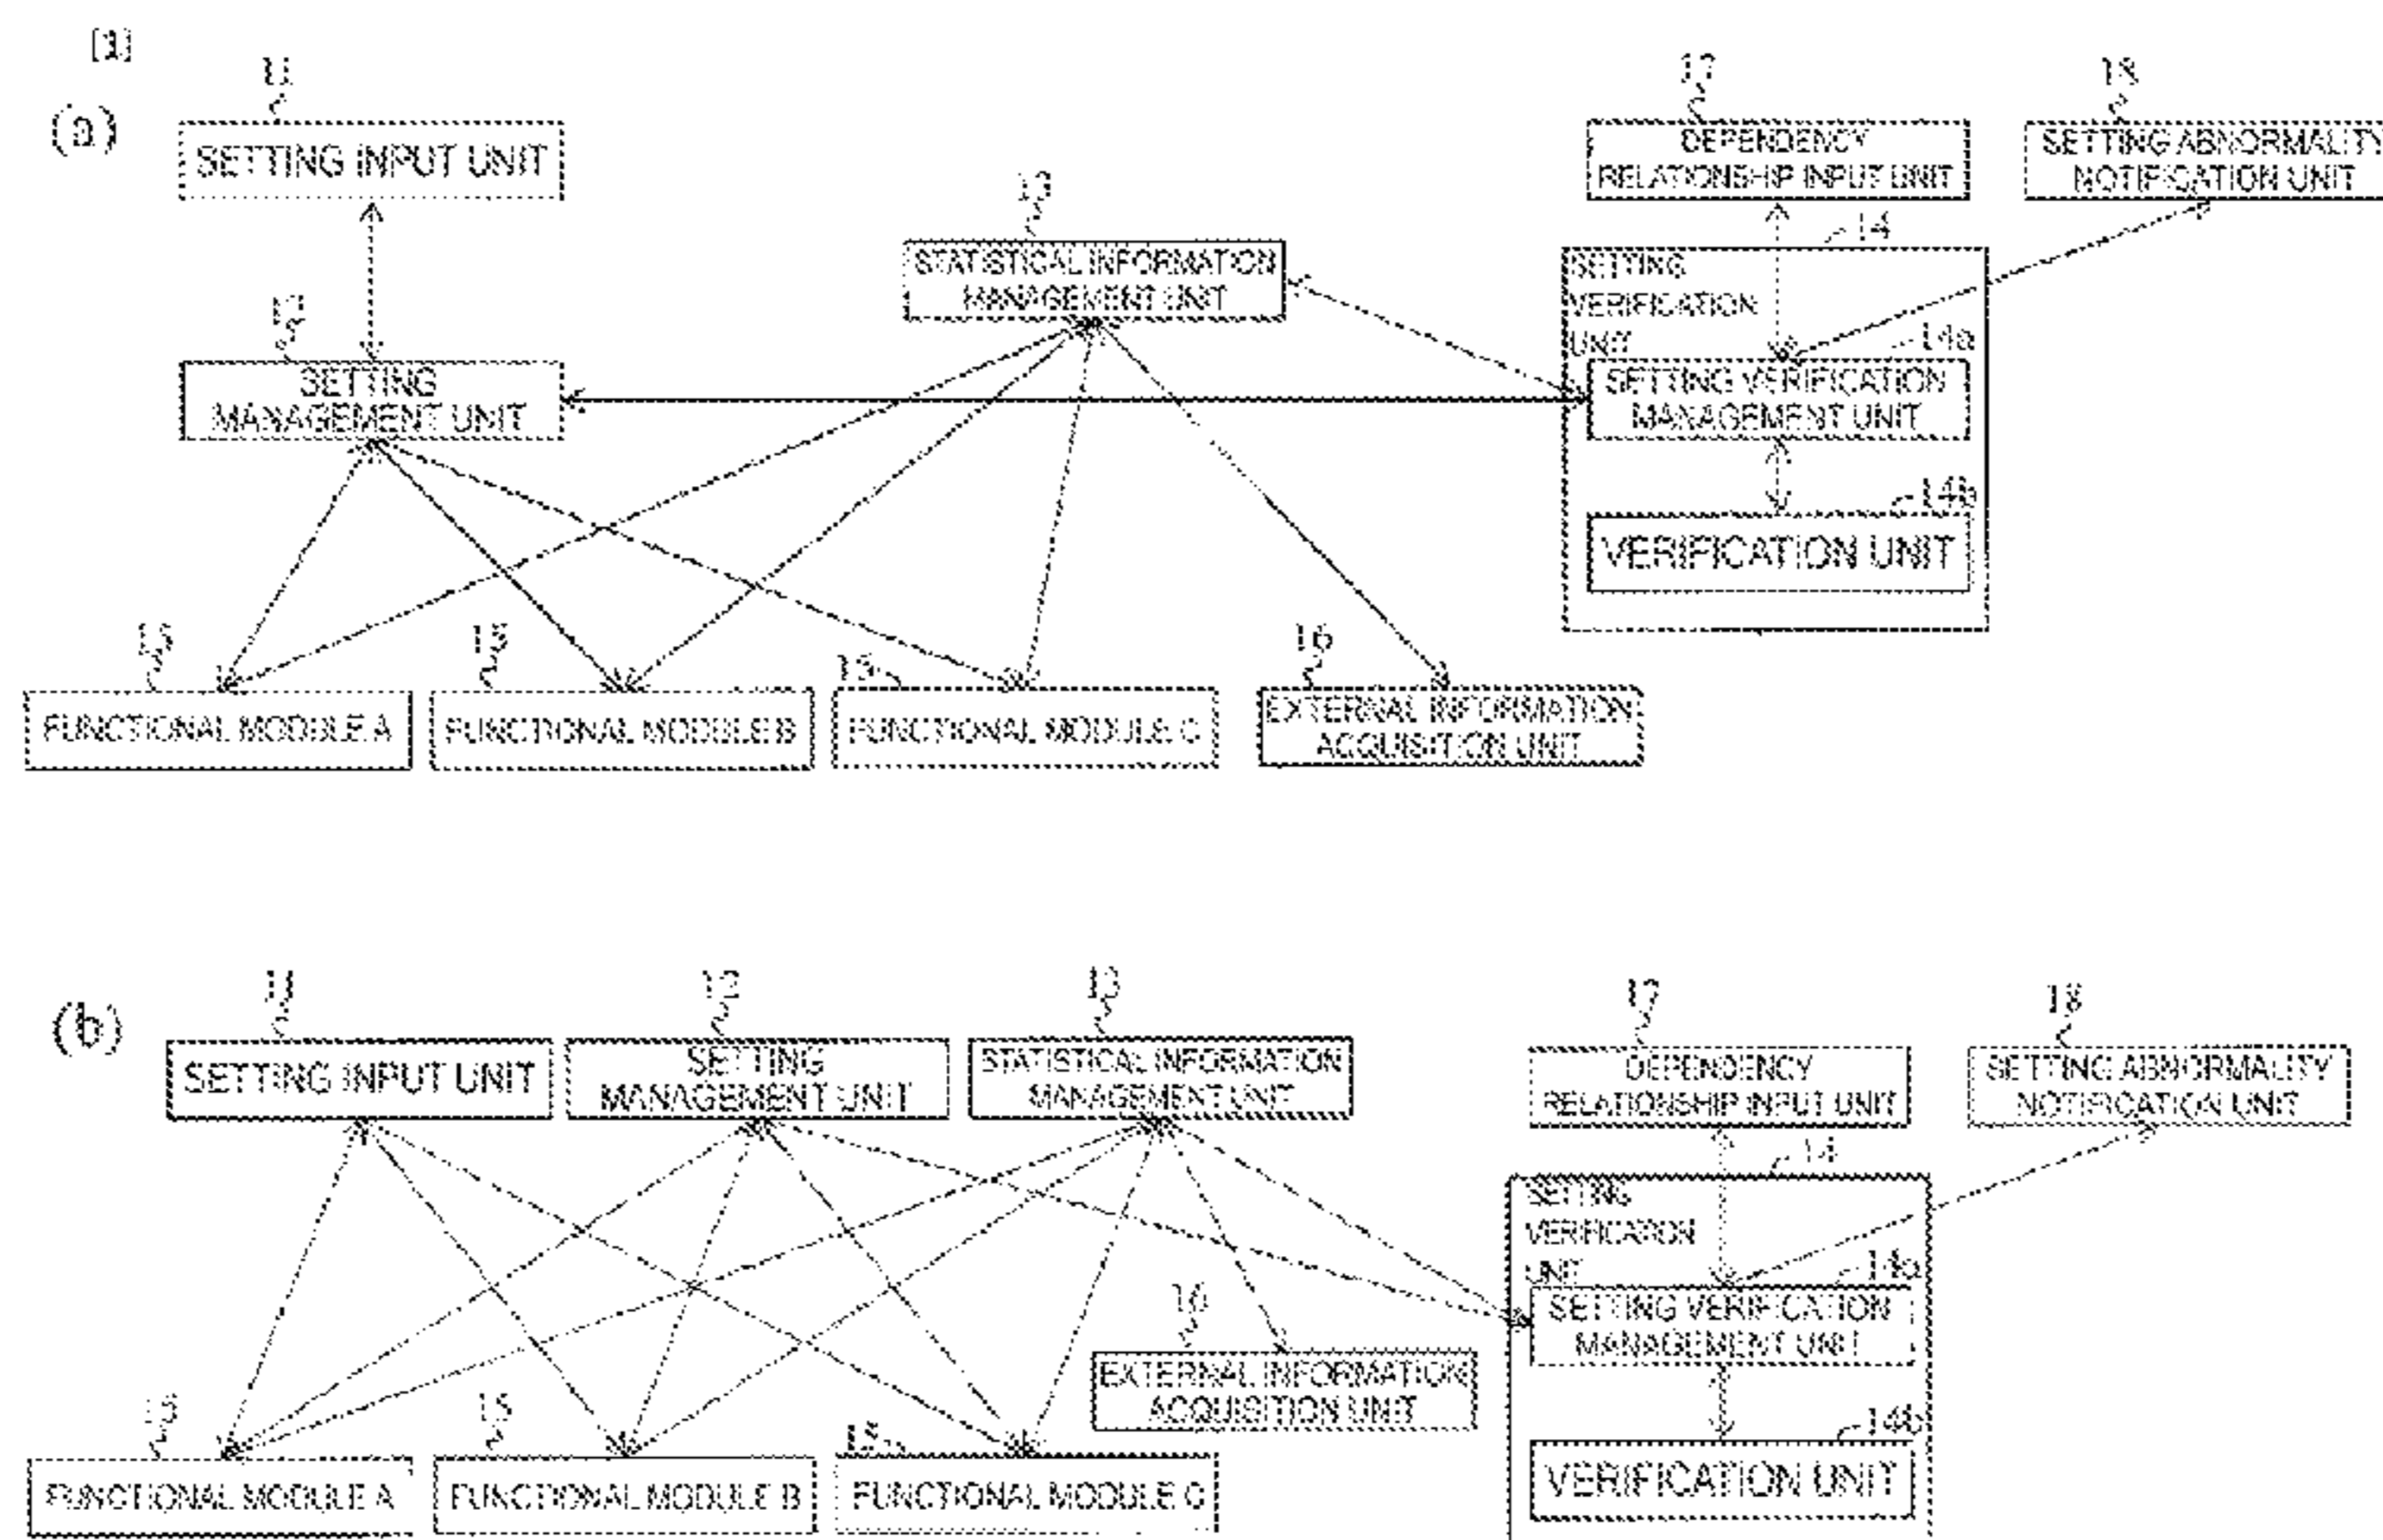 [1]
(a)
11
SETTING INPUT UNIT
12
SETTING
MANAGEMENT UNIT
13
STATISTICAL INFORMATION
MANAGEMENT UNIT
17
DEPENDENCY
RELATIONSHIP INPUT UNIT
18
SETTING ABNORMALITY
NOTIFICATION UNIT
14
SETTING
VERIFICATION
UNIT
14a
SETTING VERIFICATION
MANAGEMENT UNIT
14b
VERIFICATION UNIT
15
FUNCTIONAL MODULE A
15
FUNCTIONAL MODULE B
15
FUNCTIONAL MODULE C
16
EXTERNAL INFORMATION
ACQUISITION UNIT
(b)
11
SETTING INPUT UNIT
12
SETTING
MANAGEMENT UNIT
13
STATISTICAL INFORMATION
MANAGEMENT UNIT
17
DEPENDENCY
RELATIONSHIP INPUT UNIT
18
SETTING ABNORMALITY
NOTIFICATION UNIT
14
SETTING
VERIFICATION
UNIT
14a
SETTING VERIFICATION
MANAGEMENT UNIT
14b
VERIFICATION UNIT
16
EXTERNAL INFORMATION
ACQUISITION UNIT
15
FUNCTIONAL MODULE A
15
FUNCTIONAL MODULE B
15
FUNCTIONAL MODULE C